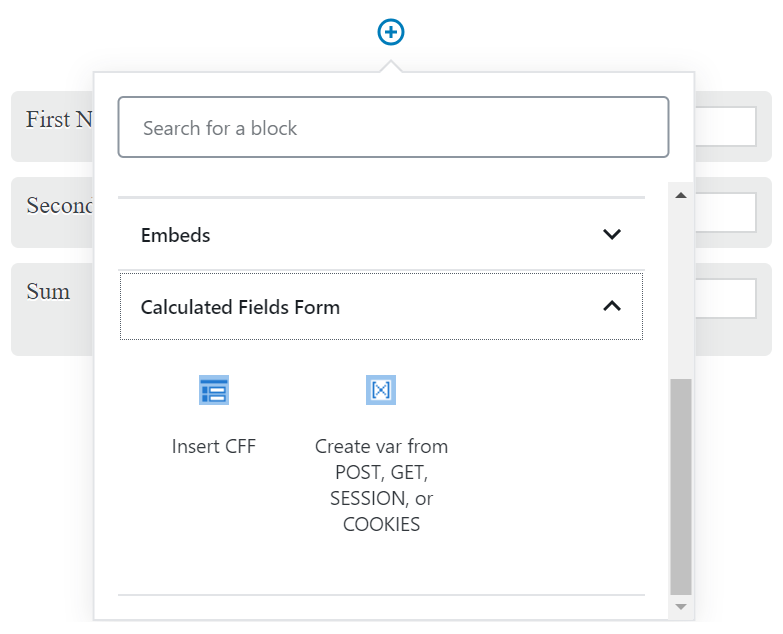 First N
Search for a block
Second
Embeds
Sum
Calculated Fields Form
Insert CFF
Create var from
POST, GET,
SESSION, or
COOKIES